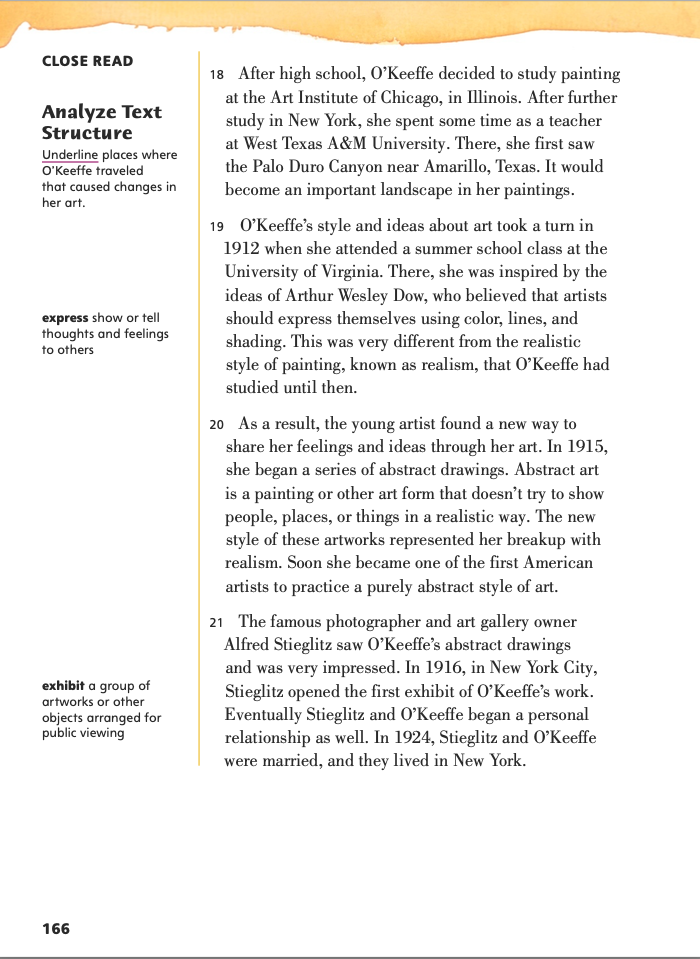 CLOSE READ
Analyze Text
Structure
Underline places where
O’Keeffe traveled
that caused changes in
her art.
18 After high school, O’Keeffe decided to study painting
at the Art Institute of Chicago, in Illinois. After further
study in New York, she spent some time as a teacher
at West Texas A&M University. There, she first saw
the Palo Duro Canyon near Amarillo, Texas. It would
become an important landscape in her paintings.
19 O’Keeffe’s style and ideas about art took a turn in
1912 when she attended a summer school class at the
University of Virginia. There, she was inspired by the
ideas of Arthur Wesley Dow, who believed that artists
should express themselves using color, lines, and
shading. This was very different from the realistic
style of painting, known as realism, that O’Keeffe had
studied until then.
express show or tell
thoughts and feelings
to others
20 As a result, the young artist found a new way to
share her feelings and ideas through her art. In 1915,
she began a series of abstract drawings. Abstract art
is a painting or other art form that doesn’t try to show
people, places, or things in a realistic way. The new
style of these artworks represented her breakup with
realism. Soon she became one of the first American
artists to practice a purely abstract style of art.
21 The famous photographer and art gallery owner
Alfred Stieglitz saw O’Keeffe’s abstract drawings
and was very impressed. In 1916, in New York City,
Stieglitz opened the first exhibit of O’Keeffe’s work.
Eventually Stieglitz and O’Keeffe began a personal
relationship as well. In 1924, Stieglitz and O’Keeffe
were married, and they lived in New York.
exhibit a group of
artworks or other
objects arranged for
public viewing
166